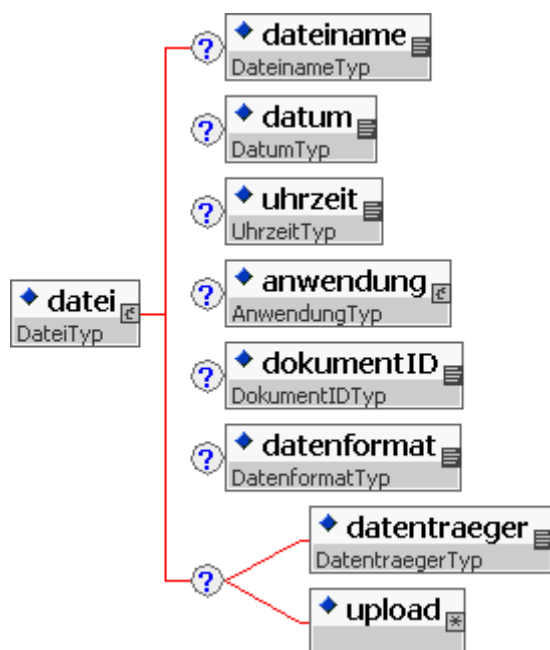 ?
dateiname
DateinameTyp
?
datum
DatumTyp
?
uhrzeit
UhrzeitTyp
?
anwendung
AnwendungTyp
datei
DateiTyp
?
dokumentID
DokumentIDTyp
?
datenformat
DatenformatTyp
?
datentraeger
DatentraegerTyp
upload